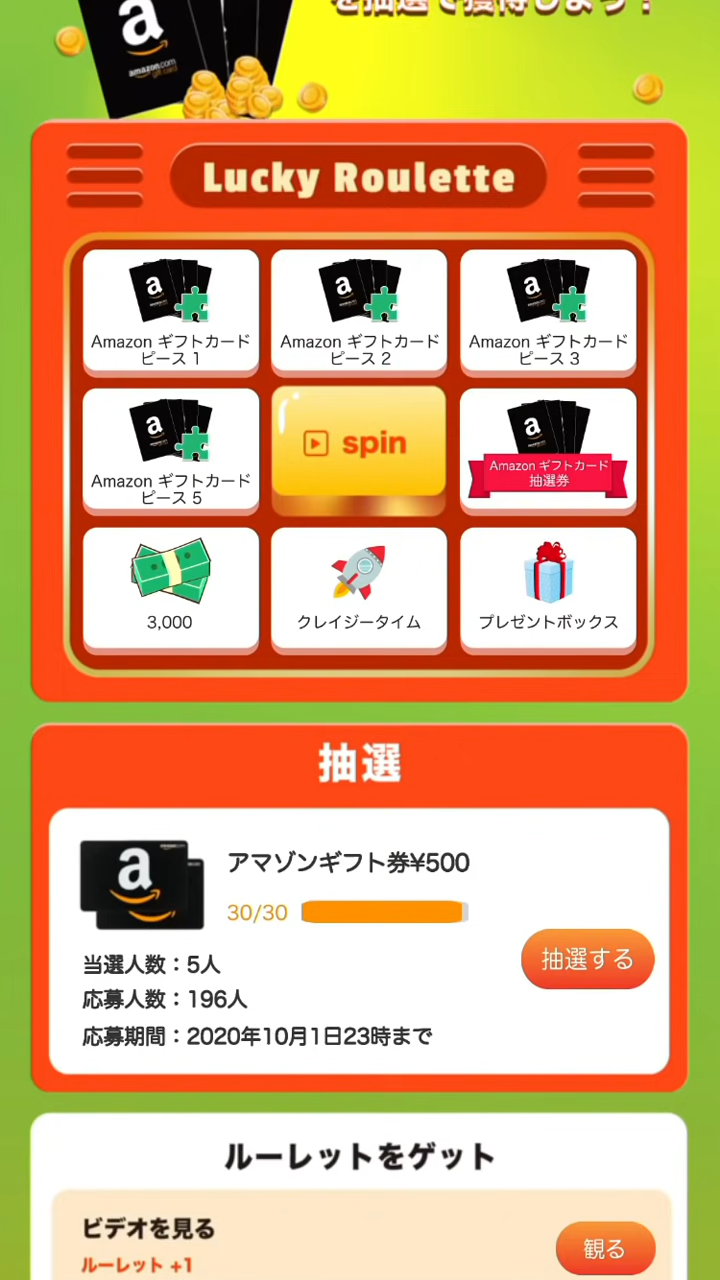 を抽選で獲得しよう！
a
amazon.com
gift card
Lucky Roulette
a
Amazon ギフトカード
ピース 1
a
Amazon ギフトカード
ピース 2
a
Amazon ギフトカード
ピース 3
a
Amazon ギフトカード
ピース 5
spin
a
Amazon ギフトカード
抽選券
3,000
クレイジータイム
プレゼントボックス
抽選
a
アマゾンギフト券¥500
30/30
当選人数：5人
応募人数：196人
応募期間：2020年10月1日23時まで
抽選する
ルーレットをゲット
ビデオを見る
ルーレット +1
観る